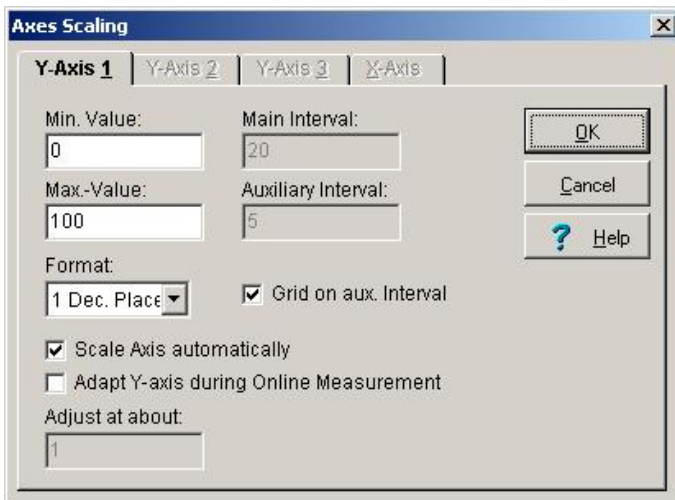 Axes Scaling
Y-Axis 1 Y-Axis 2 Y-Axis 3 X-Axis
Min. Value: Main Interval:
0 20 OK
Max.-Value: Auxiliary Interval: Cancel
100 5 Help
Format:
1 Dec. Place Grid on aux. Interval
Scale Axis automatically
Adapt Y-axis during Online Measurement
Adjust at about:
1